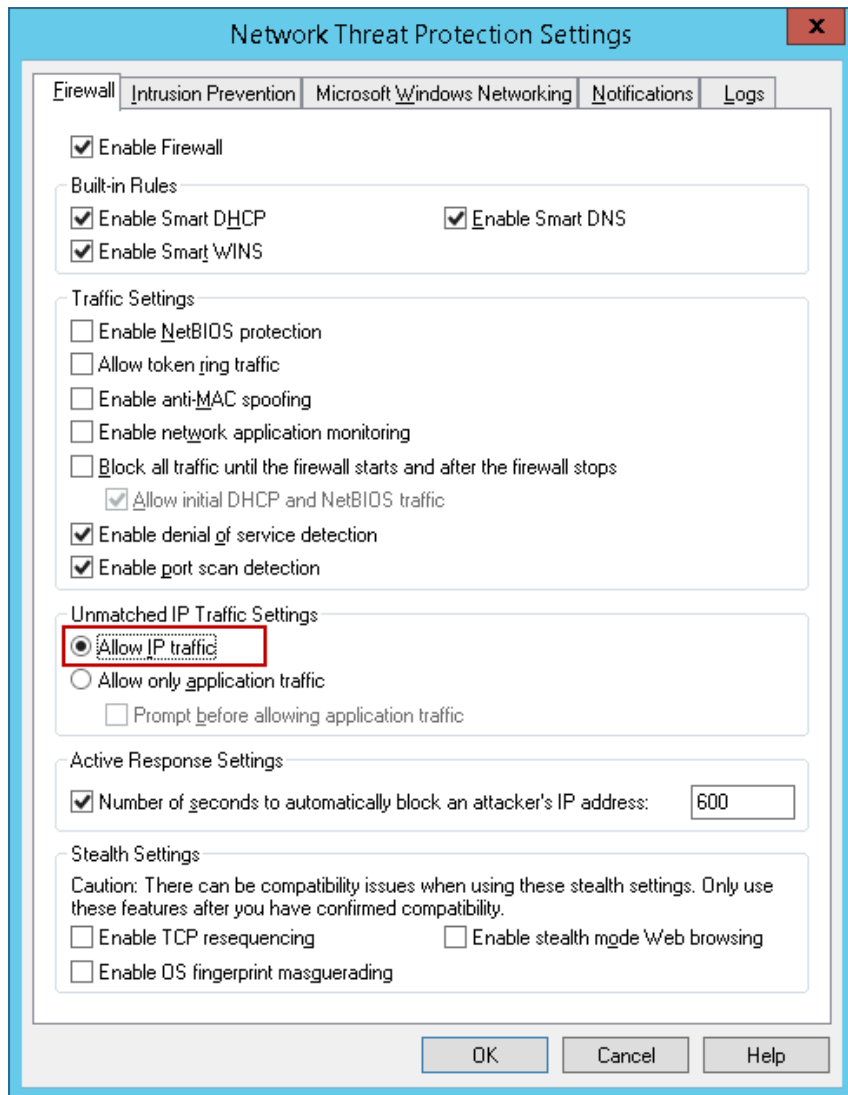 Network Threat Protection Settings
x
Firewall
Intrusion Prevention
Microsoft Windows Networking
Notifications
Logs
Enable Firewall
Built-in Rules
Enable Smart DHCP
Enable Smart DNS
Enable Smart WINS
Traffic Settings
Enable NetBIOS protection
Allow token ring traffic
Enable anti-MAC spoofing
Enable network application monitoring
Block all traffic until the firewall starts and after the firewall stops
Allow initial DHCP and NetBIOS traffic
Enable denial of service detection
Enable port scan detection
Unmatched IP Traffic Settings
Allow IP traffic
Allow only application traffic
Prompt before allowing application traffic
Active Response Settings
Number of seconds to automatically block an attacker's IP address:
600
Stealth Settings
Caution: There can be compatibility issues when using these stealth settings. Only use
these features after you have confirmed compatibility.
Enable TCP resequencing
Enable stealth mode Web browsing
Enable OS fingerprint masquerading
OK
Cancel
Help